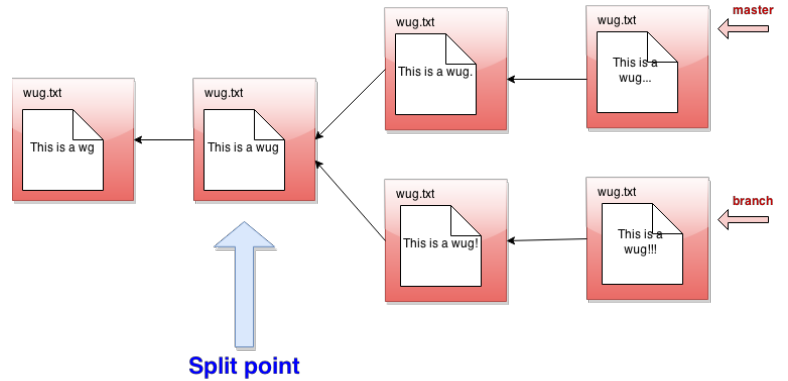 wug.txt
This is a wg
wug.txt
This is a wug
Split point
wug.txt
This is a wug.
wug.txt
This is a
wug...
master
wug.txt
This is a wug!
wug.txt
This is a
wug!!!
branch